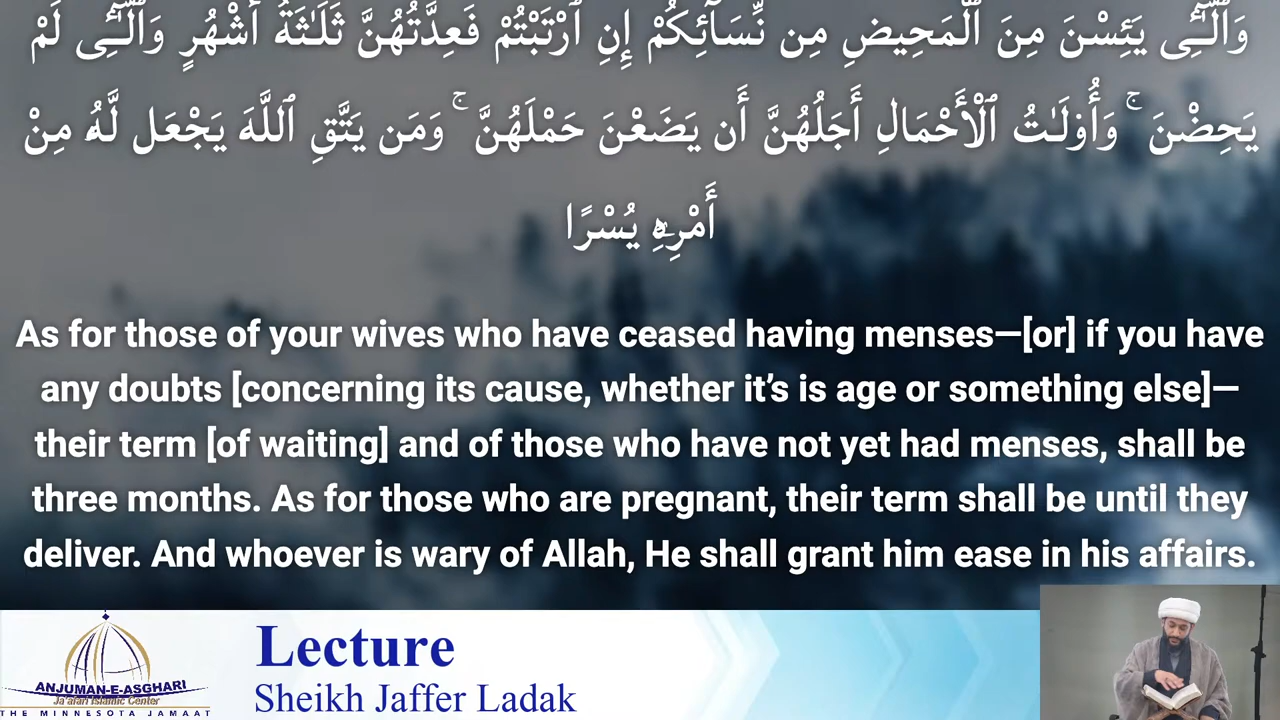 وَٱلَّـٰٓـِٔى يَئِسْنَ مِنَ ٱلْمَحِيضِ مِن نِّسَآئِكُمْ إِنِ ٱرْتَبْتُمْ فَعِدَّتُهُنَّ ثَلَـٰثَةُ أَشْهُرٍ وَٱلَّـٰٓـِٔى لَمْ
يَحِضْنَ ۚ وَأُو۟لَـٰتُ ٱلْأَحْمَالِ أَجَلُهُنَّ أَن يَضَعْنَ حَمْلَهُنَّ ۚ وَمَن يَتَّقِ ٱللَّهَ يَجْعَل لَّهُۥ مِنْ
أَمْرِهِۦ يُسْرًا
As for those of your wives who have ceased having menses—[or] if you have
any doubts [concerning its cause, whether it’s is age or something else]—
their term [of waiting] and of those who have not yet had menses, shall be
three months. As for those who are pregnant, their term shall be until they
deliver. And whoever is wary of Allah, He shall grant him ease in his affairs.
ANJUMAN-E-ASGHARI
Ja'afari Islamic Center
THE MINNESOTA JAMAAT
Lecture
Sheikh Jaffer Ladak